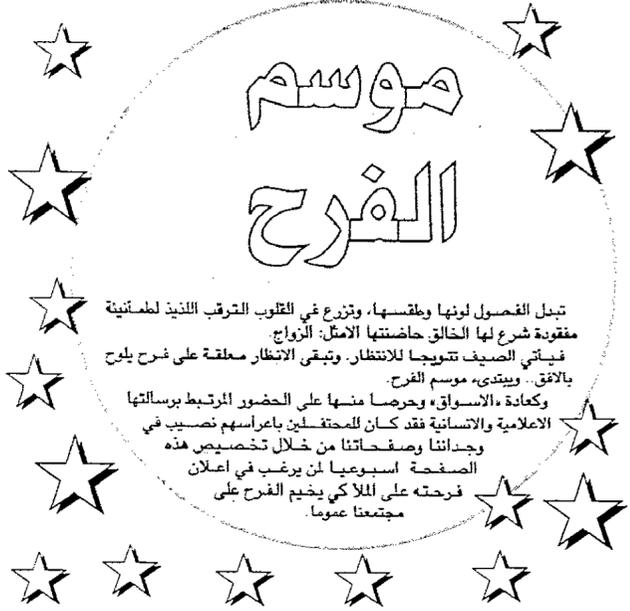 موسم
الفرح
تبدل الفصول لونها وطقسها، وتزرع في القلوب الترقب اللذيذ لطمأنينة
مفقودة شرع لها الخالق حاضنتها الامثل: الزواج.
فيأتي الصيف تتويجا للانتظار. وتبقى الانظار معلقة على فرح يلوح
بالافق.. ويبتدىء موسم الفرح.
وكعادة «الاسواق» وحرصا منها على الحضور المرتبط برسالتها
الاعلامية والانسانية فقد كان للمحتفلين باعراسهم نصيب في
وجداننا وصفحاتنا من خلال تخصيص هذه
الصفحة اسبوعيا لمن يرغب في اعلان
فرحته على الملأ كي يخيم الفرح على
مجتمعنا عموما.